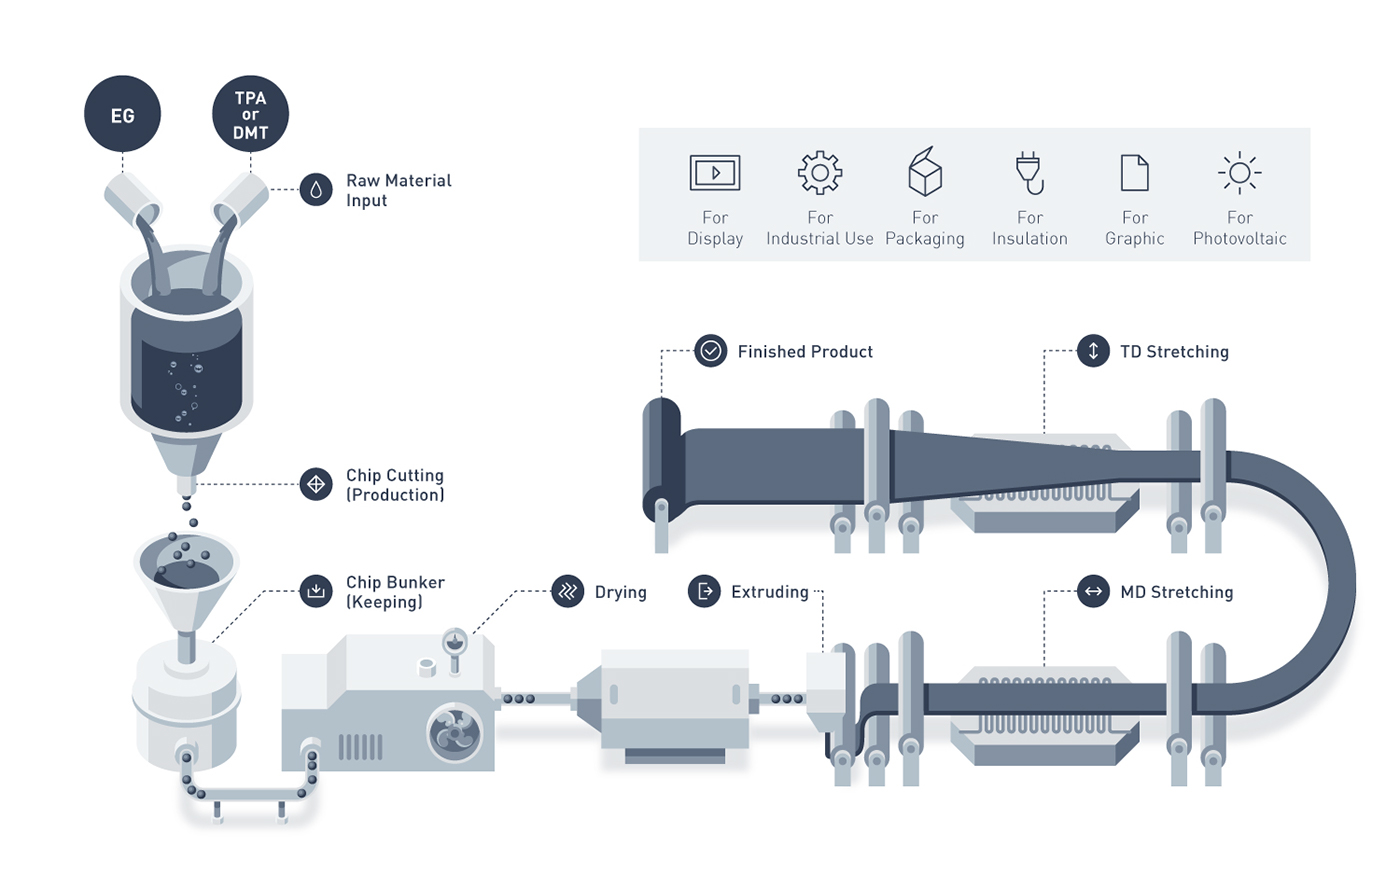 EG
TPA
or
DMT
Raw Material
Input
For
Display
For
Industrial Use
For
Packaging
For
Insulation
For
Graphic
For
Photovoltaic
Finished Product
TD Stretching
Chip Cutting
(Production)
Chip Bunker
(Keeping)
Drying
Extruding
MD Stretching